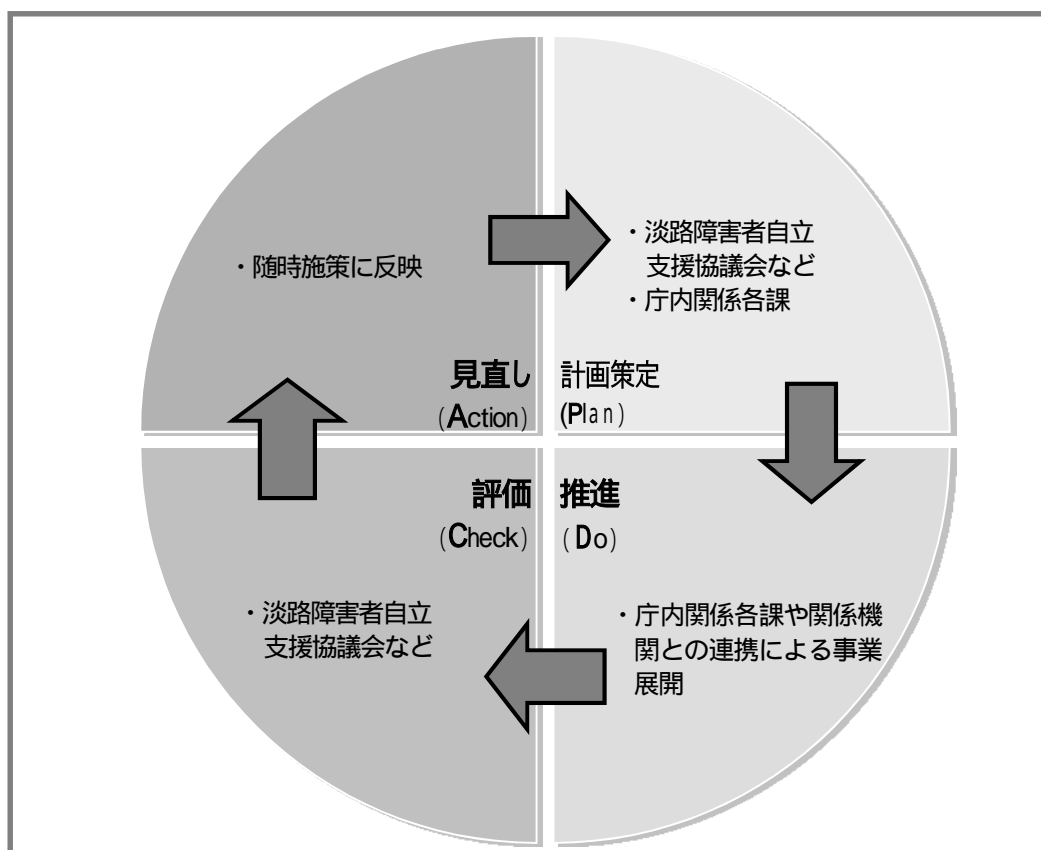 ・随時施策に反映
・淡路障害者自立
支援協議会など
・庁内関係各課
見直し
(Action)
計画策定
(Plan)
評価
(Check)
推進
(Do)
・淡路障害者自立
支援協議会など
・庁内関係各課や関係機
関との連携による事業
展開